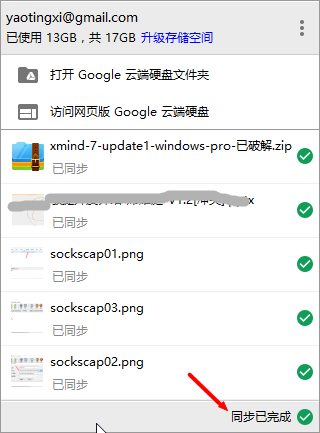 yaotingxi@gmail.com
已使用 13GB，共 17GB 升级存储空间
打开 Google 云端硬盘文件夹
访问网页版 Google 云端硬盘
xmind-7-update1-windows-pro-已破解.zip
已同步
已同步
sockscap01.png
已同步
sockscap03.png
已同步
sockscap02.png
已同步
同步已完成